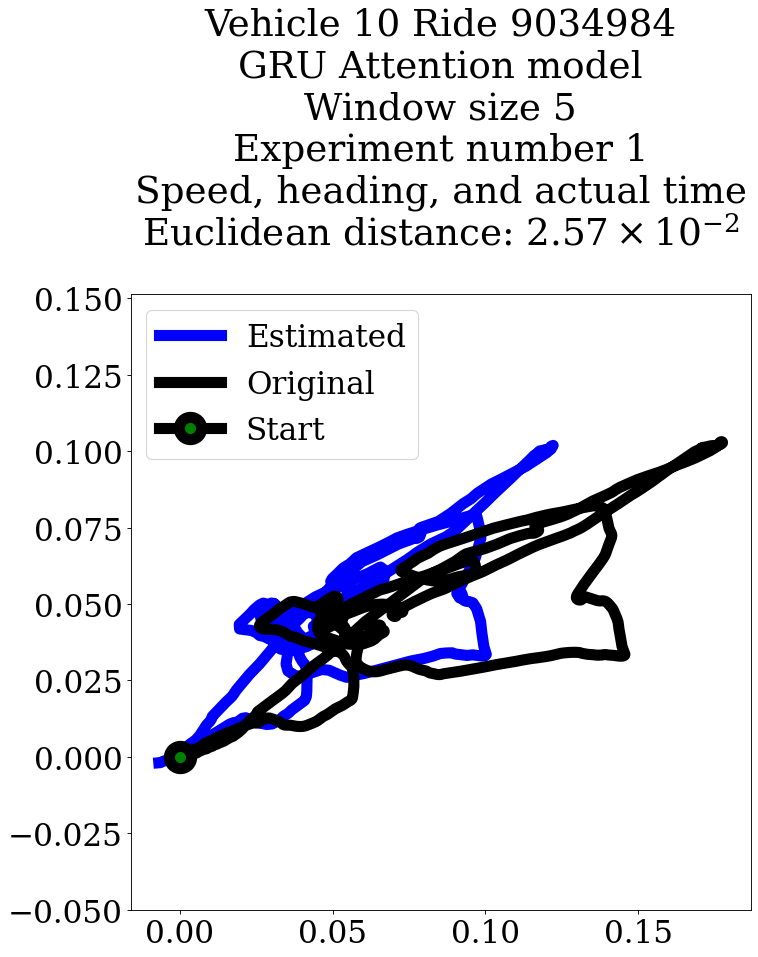 Vehicle 10 Ride 9034984
GRU Attention model
Window size 5
Experiment number 1
Speed, heading, and actual time
Euclidean distance: 2.57 × 10⁻²
0.150
0.125
0.100
0.075
0.050
0.025
0.000
−0.025
−0.050
Estimated
Original
Start
0.00 0.05 0.10 0.15